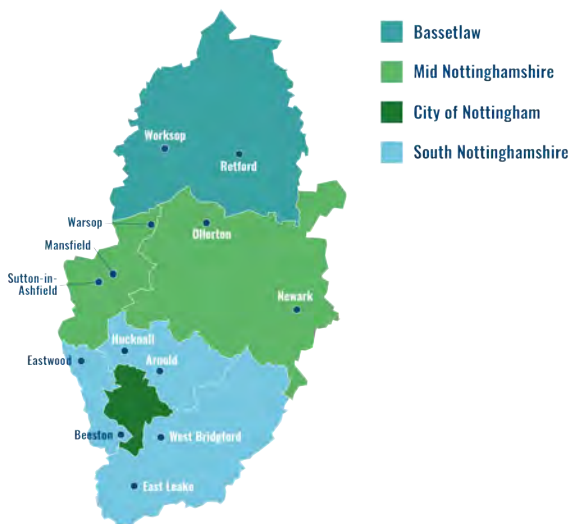 Bassetlaw
Mid Nottinghamshire
City of Nottingham
South Nottinghamshire
Worksop
Retford
Warsop
Ollerton
Mansfield
Sutton-in-
Ashfield
Newark
Hucknall
Eastwood
Arnold
Beeston
West Bridgford
East Leake